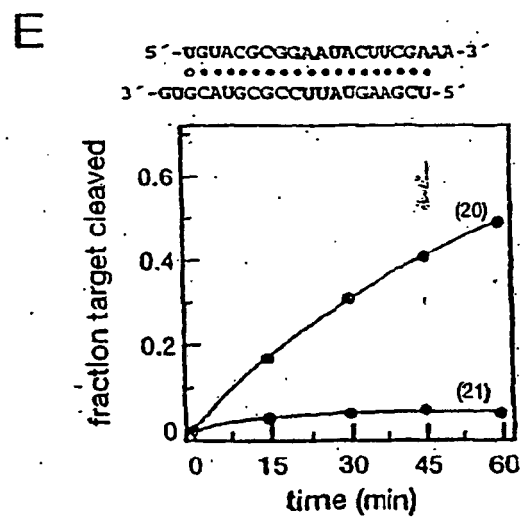 E
5´-UGUACGCGGAAUACUUCGAAA-3´
3´-GUGCAUGCGCCUUAUGAAGCU-5´
fraction target cleaved
0.6
0.4
0.2
0
(20)
(21)
0 15 30 45 60
time (min)